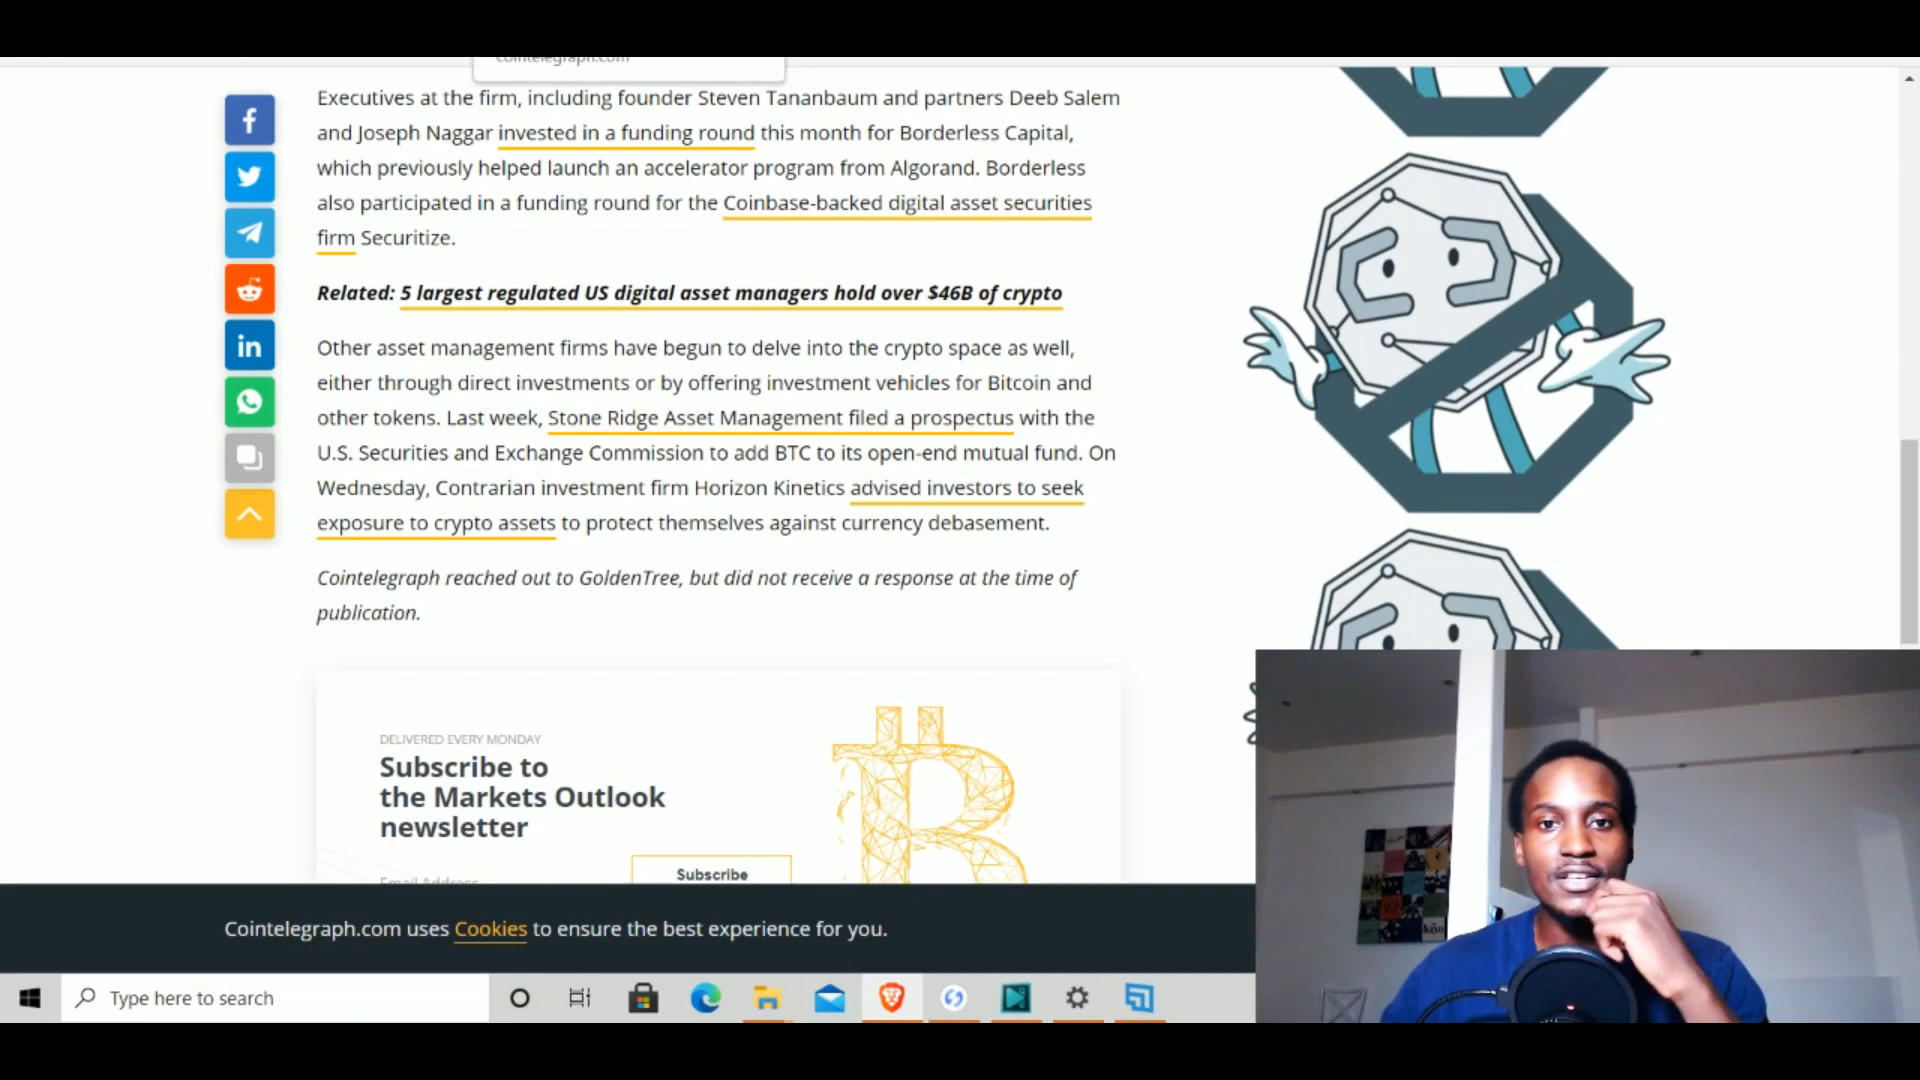 cointelegraph.com
Executives at the firm, including founder Steven Tananbaum and partners Deeb Salem
and Joseph Naggar invested in a funding round this month for Borderless Capital,
which previously helped launch an accelerator program from Algorand. Borderless
also participated in a funding round for the Coinbase-backed digital asset securities
firm Securitize.
Related: 5 largest regulated US digital asset managers hold over $46B of crypto
Other asset management firms have begun to delve into the crypto space as well,
either through direct investments or by offering investment vehicles for Bitcoin and
other tokens. Last week, Stone Ridge Asset Management filed a prospectus with the
U.S. Securities and Exchange Commission to add BTC to its open-end mutual fund. On
Wednesday, Contrarian investment firm Horizon Kinetics advised investors to seek
exposure to crypto assets to protect themselves against currency debasement.
Cointelegraph reached out to GoldenTree, but did not receive a response at the time of
publication.
DELIVERED EVERY MONDAY
Subscribe to
the Markets Outlook
newsletter
Email Address
Subscribe
Cointelegraph.com uses Cookies to ensure the best experience for you.
Type here to search